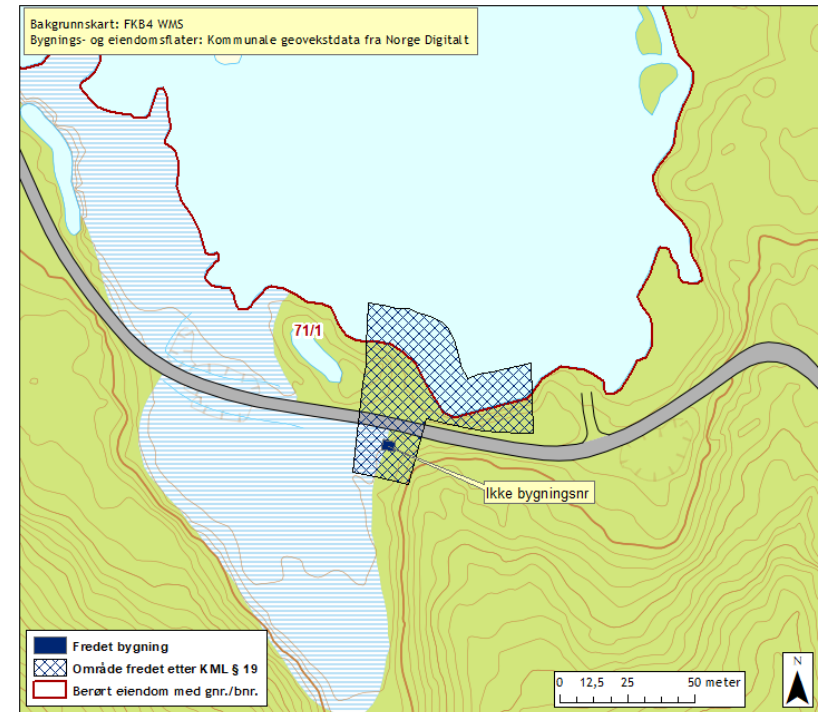 Bakgrunnskart: FKB4 WMS
Bygnings- og eiendomsflater: Kommunale geovekstdata fra Norge Digitalt
71/1
Ikke bygningsnr
Fredet bygning
Område fredet etter KML § 19
Berørt eiendom med gnr./bnr.
0 12,5 25 50 meter
N